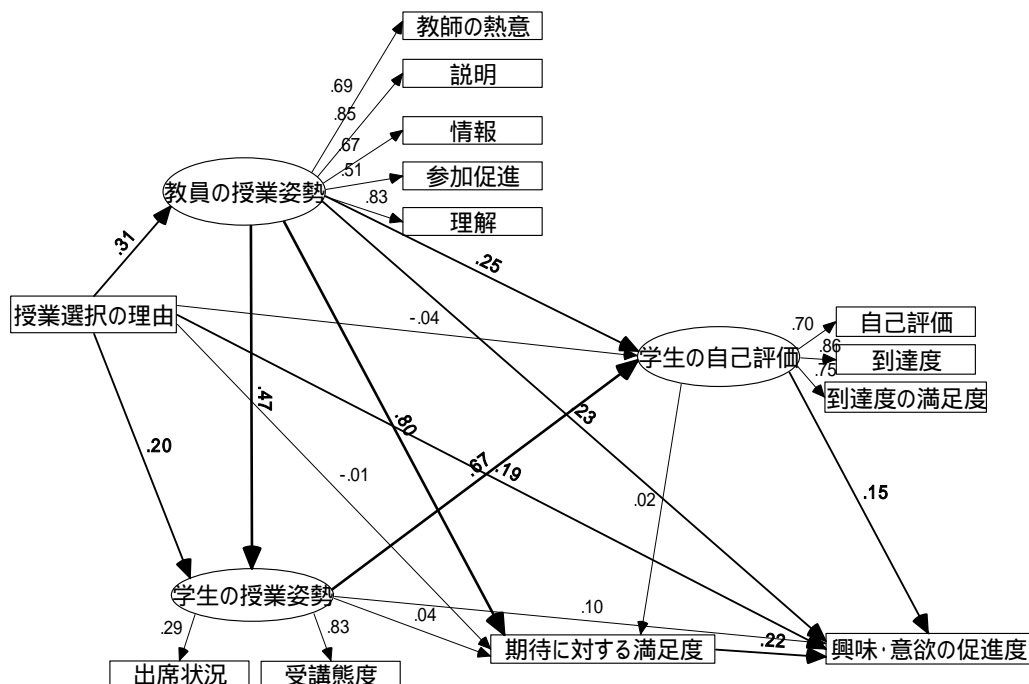 教師の熱意
.69
説明
.85
情報
.67
.51
参加促進
教員の授業姿勢
.83
理解
.31
.25
授業選択の理由
-.04
.70
自己評価
学生の自己評価
.86
到達度
.75
到達度の満足度
.47
.80
.23
.20
.67
.19
-.01
.02
.15
学生の授業姿勢
.10
.29
.83
.04
期待に対する満足度
.22
興味・意欲の促進度
出席状況
受講態度